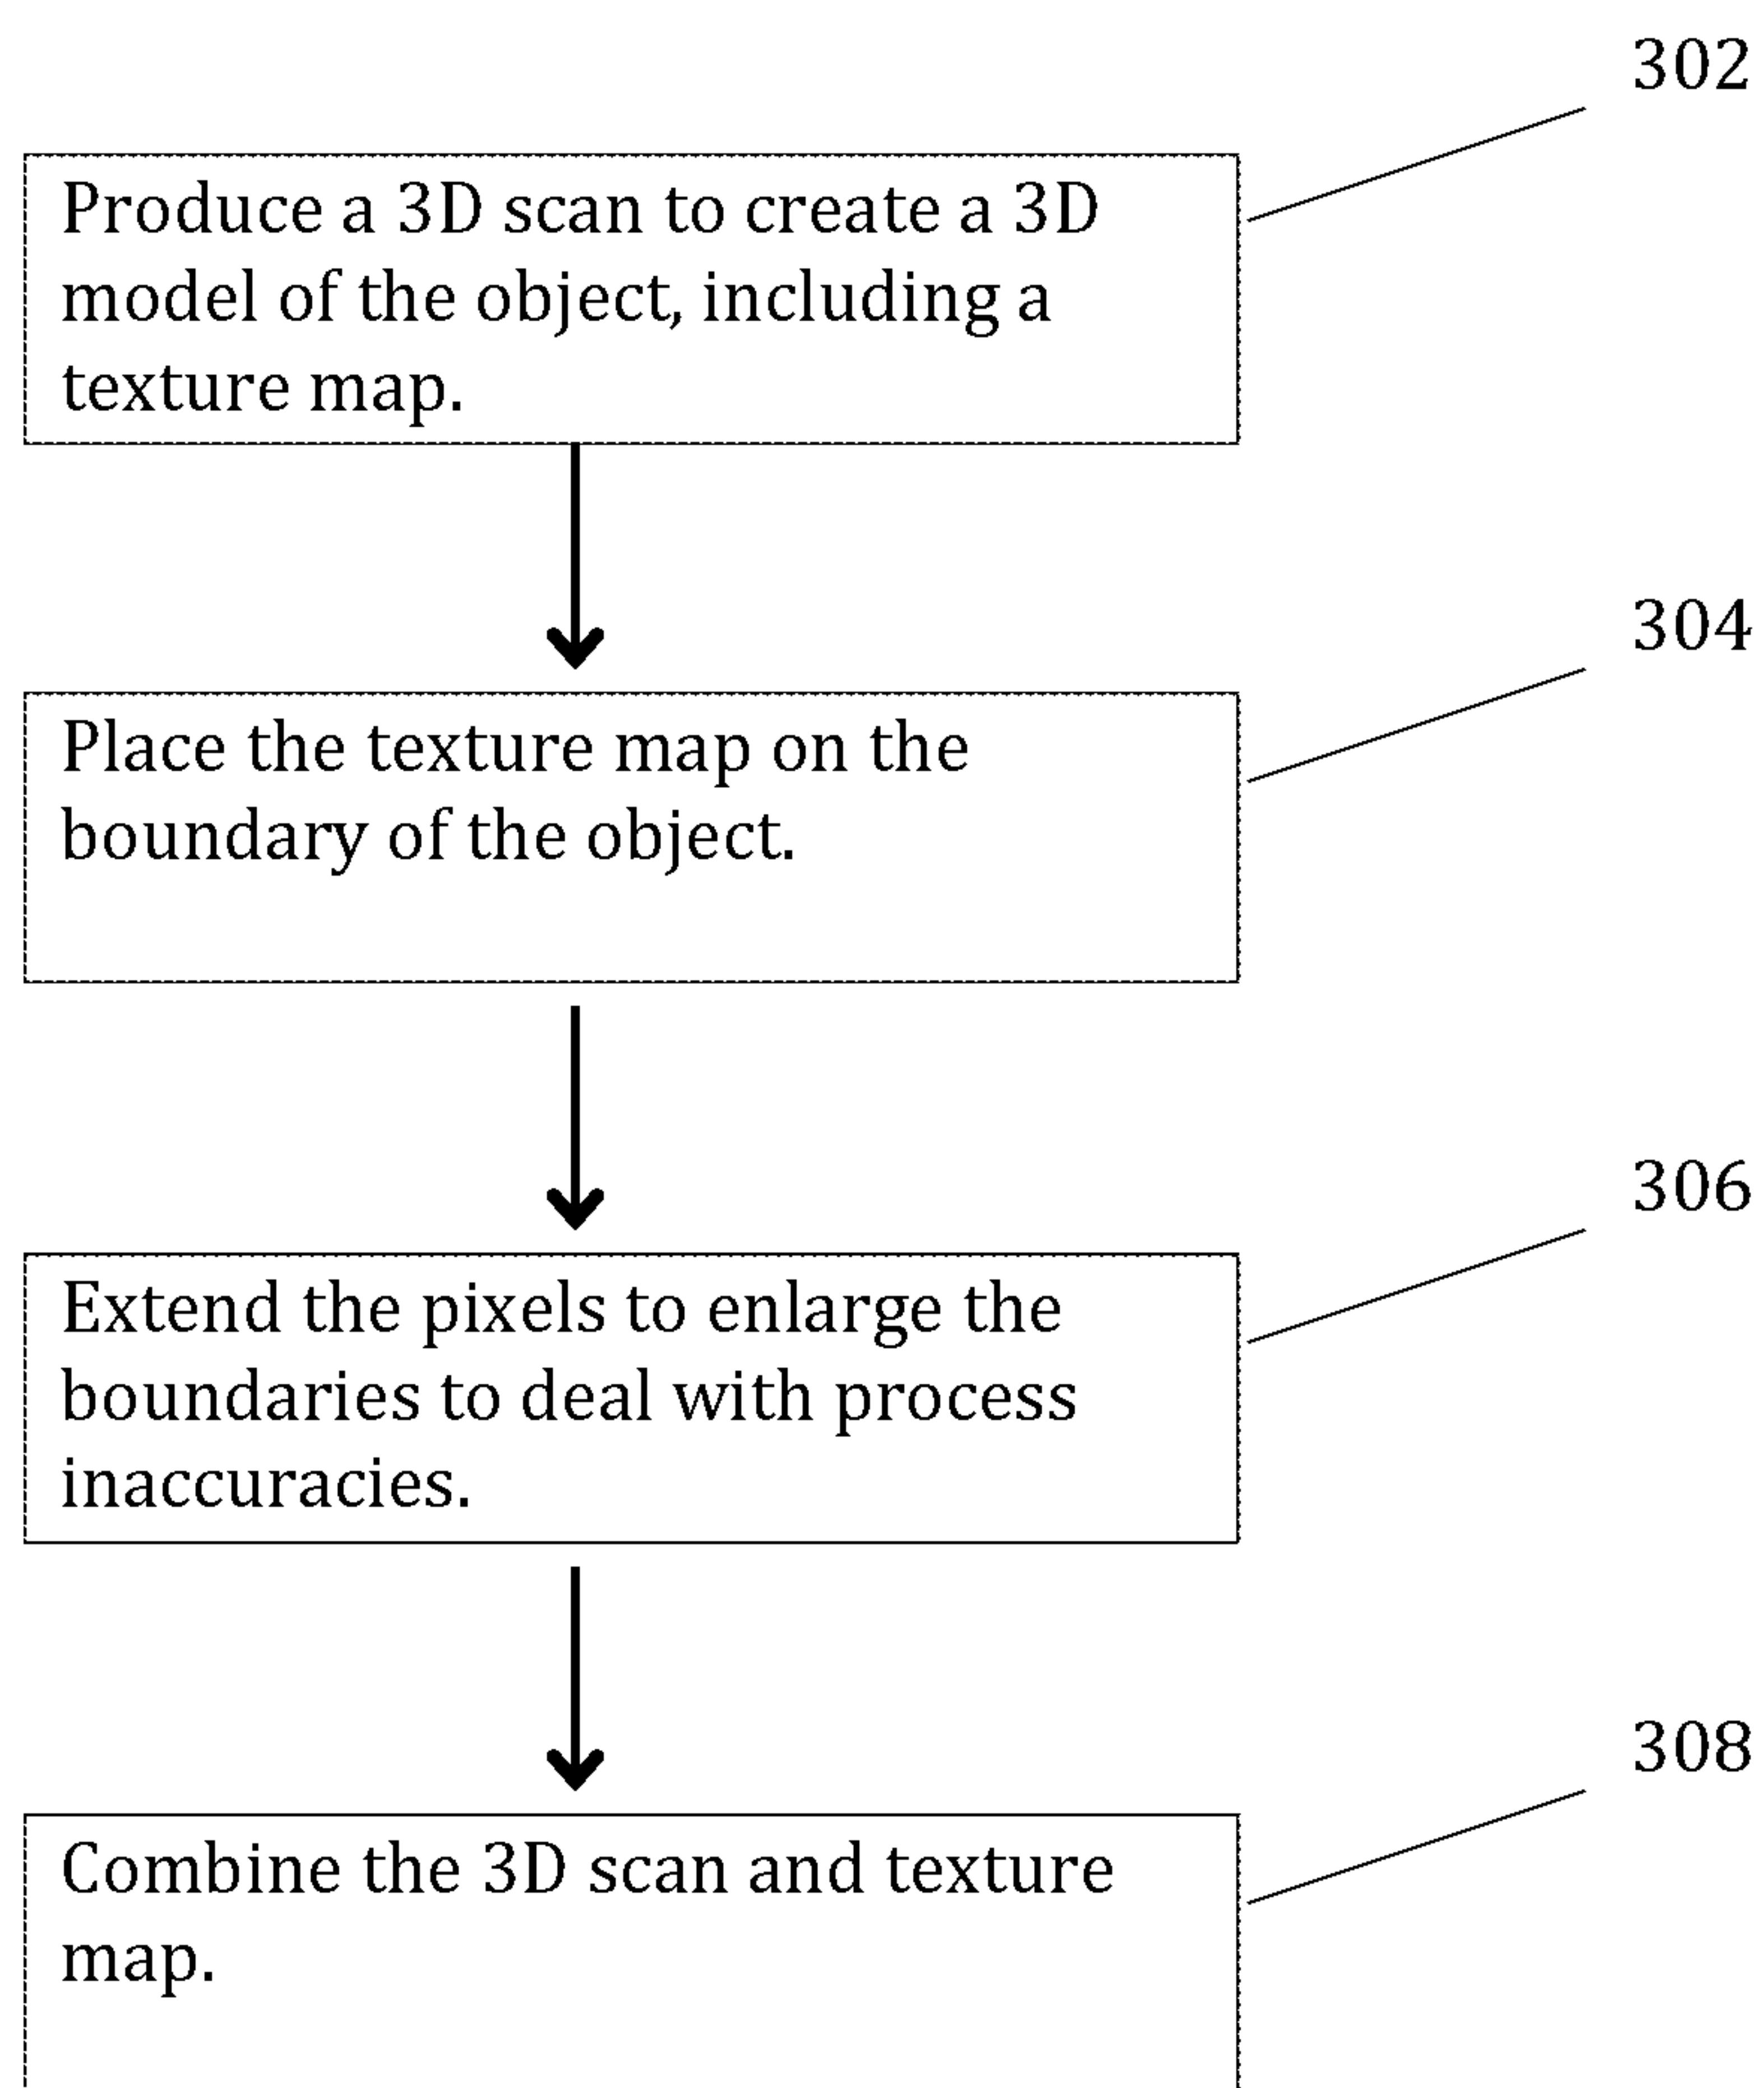 302
Produce a 3D scan to create a 3D
model of the object, including a
texture map.
304
Place the texture map on the
boundary of the object.
306
Extend the pixels to enlarge the
boundaries to deal with process
inaccuracies.
308
Combine the 3D scan and texture
map.